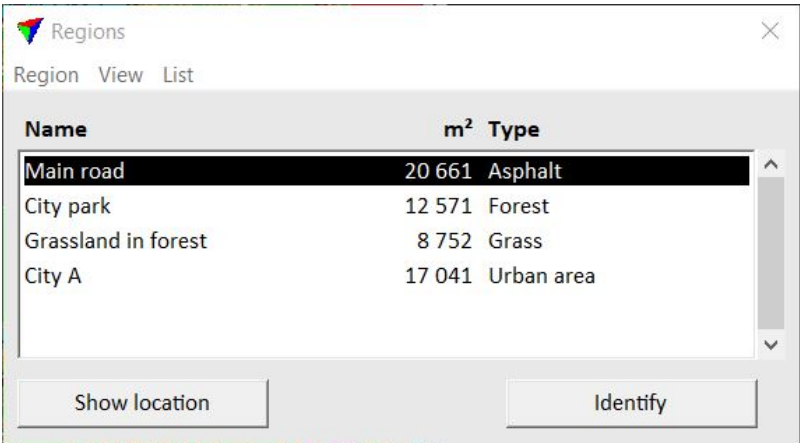 Regions
Region View List
Name m² Type
Main road 20 661 Asphalt
City park 12 571 Forest
Grassland in forest 8 752 Grass
City A 17 041 Urban area
Show location Identify